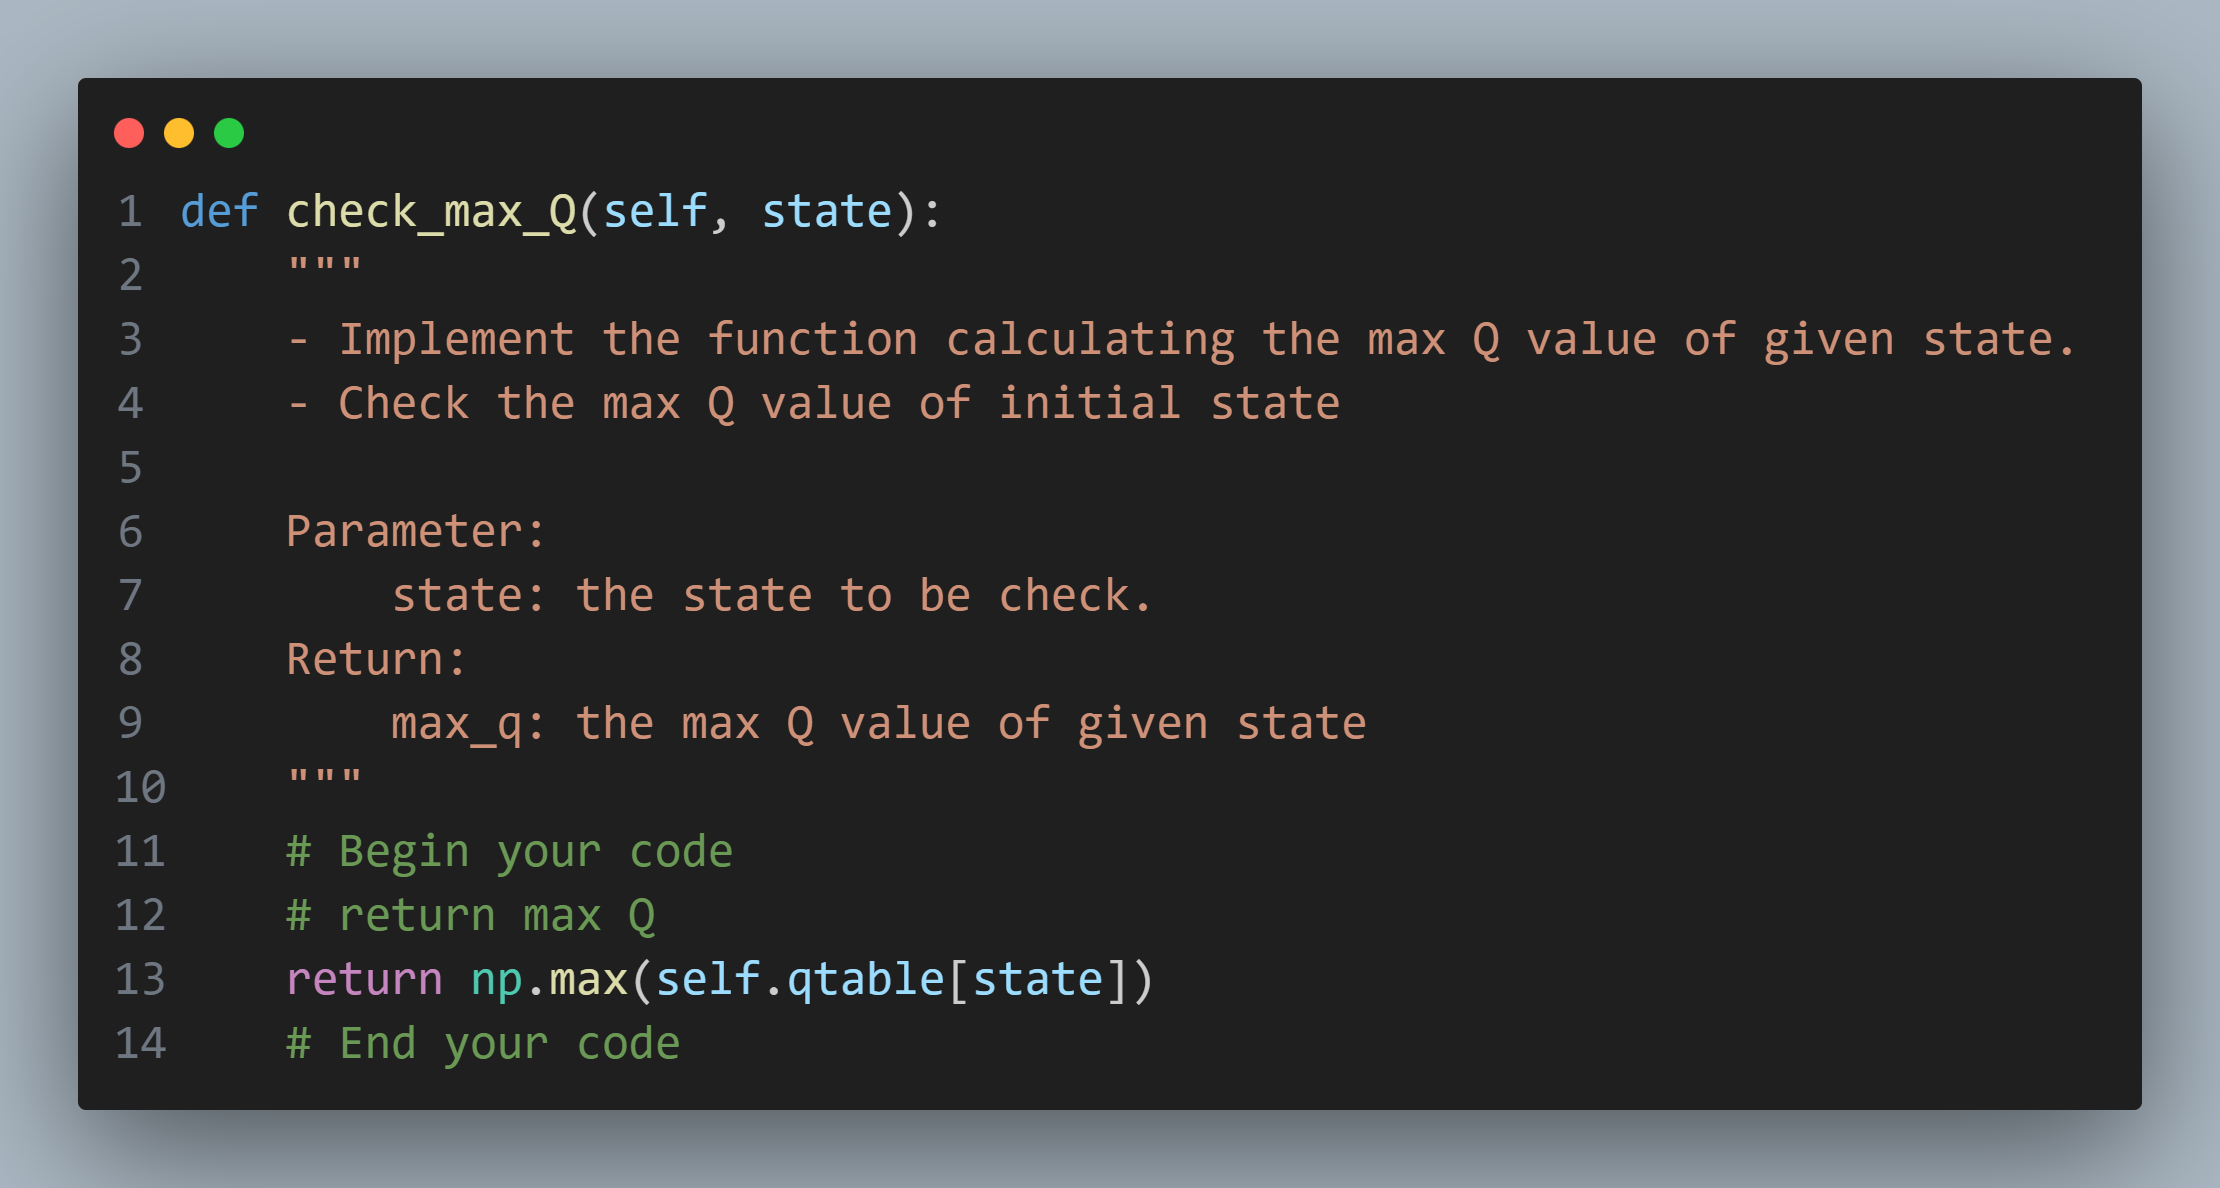 1 def check_max_Q(self, state):
2     """
3     - Implement the function calculating the max Q value of given state.
4     - Check the max Q value of initial state
5
6     Parameter:
7         state: the state to be check.
8     Return:
9         max_q: the max Q value of given state
10     """
11     # Begin your code
12     # return max Q
13     return np.max(self.qtable[state])
14     # End your code